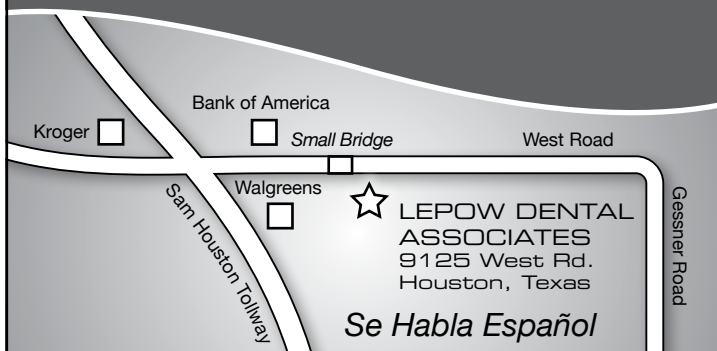 Bank of America
Kroger
Small Bridge
West Road
Walgreens
Sam Houston Tollway
Gessner Road
LEPOW DENTAL
ASSOCIATES
9125 West Rd.
Houston, Texas
Se Habla Español